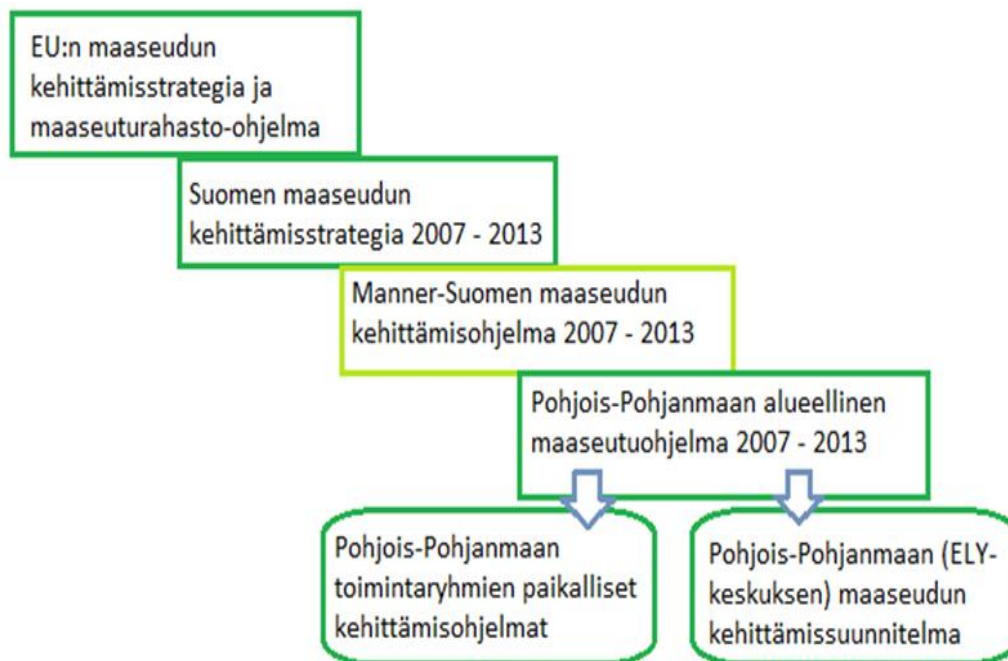 EU:n maaseudun
kehittämisstrategia ja
maaseuturahasto-ohjelma
Suomen maaseudun
kehittämisstrategia 2007 - 2013
Manner-Suomen maaseudun
kehittämisohjelma 2007 - 2013
Pohjois-Pohjanmaan alueellinen
maaseutuohjelma 2007 - 2013
Pohjois-Pohjanmaan
toimintaryhmien paikalliset
kehittämisohjelmat
Pohjois-Pohjanmaan (ELY-
keskuksen) maaseudun
kehittämissuunnitelma